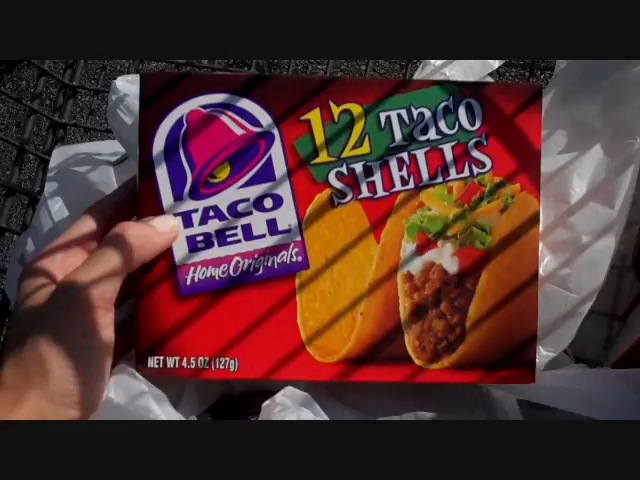 12 Taco
SHELLS
TACO
BELL
Home Originals.
NET WT 4.5 OZ (127g)